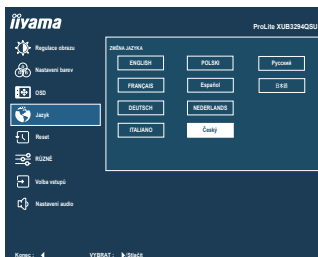 iiyama
ProLite XUB3294QSU
Regulace obrazu
Nastavení barev
OSD
Jazyk
Reset
RŮZNÉ
Volba vstupů
Nastavení audio
ZMĚNA JAZYKA
ENGLISH POLSKI Русский
FRANÇAIS Español 日本語
DEUTSCH NEDERLANDS
ITALIANO Český
Konec : VYBRAT : /Stlačit